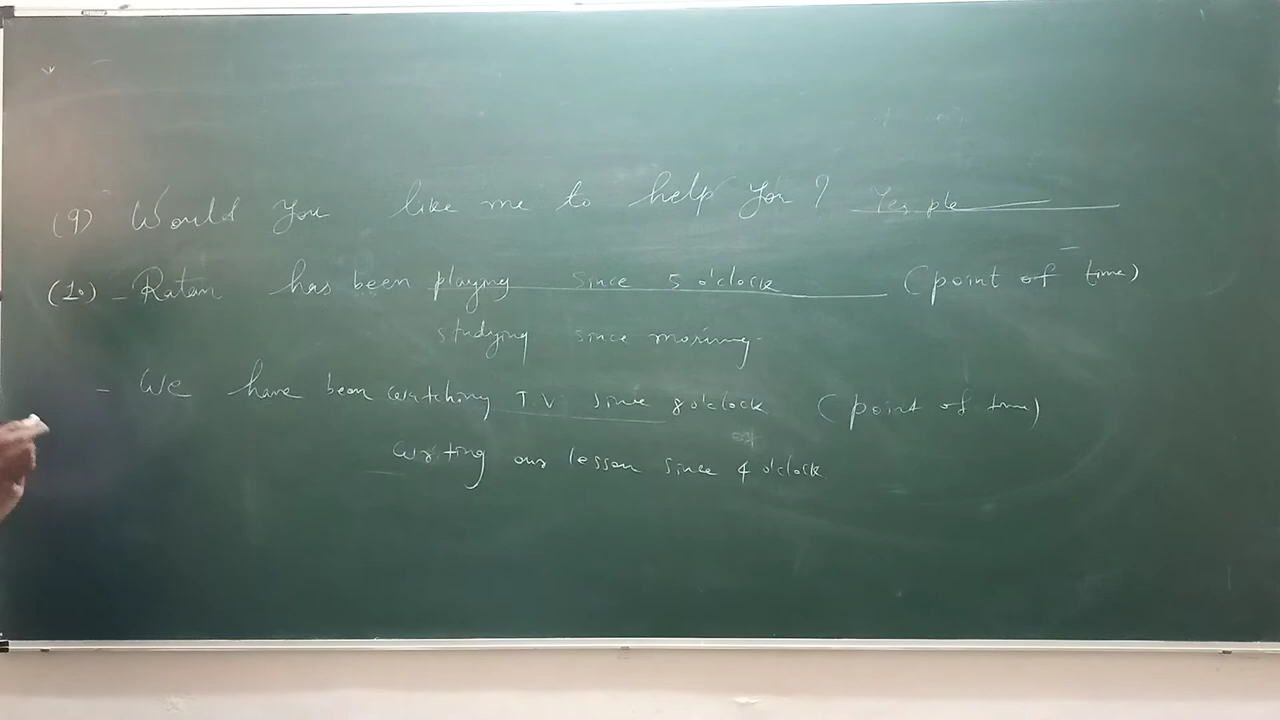 (9) Would you like me to help you? Yes ple
(10) - Ratan has been playing since 5 o'clock (point of time)
studying since morning.
- We have been watching T.V. since 8 o'clock (point of time)
writing our lesson since 4 o'clock